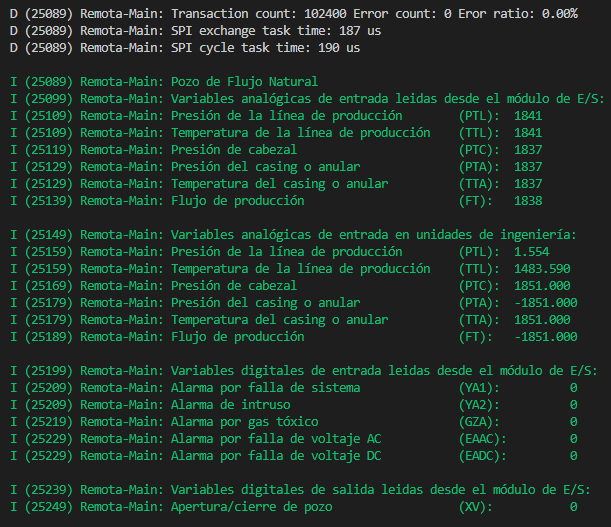 D (25089) Remota-Main: Transaction count: 102400 Error count: 0 Eror ratio: 0.00%
D (25089) Remota-Main: SPI exchange task time: 187 us
D (25089) Remota-Main: SPI cycle task time: 190 us
I (25089) Remota-Main: Pozo de Flujo Natural
I (25099) Remota-Main: Variables analógicas de entrada leidas desde el módulo de E/S:
I (25109) Remota-Main: Presión de la línea de producción (PTL): 1841
I (25109) Remota-Main: Temperatura de la línea de producción (TTL): 1841
I (25119) Remota-Main: Presión de cabezal (PTC): 1837
I (25129) Remota-Main: Presión del casing o anular (PTA): 1837
I (25129) Remota-Main: Temperatura del casing o anular (TTA): 1837
I (25139) Remota-Main: Flujo de producción (FT): 1838
I (25149) Remota-Main: Variables analógicas de entrada en unidades de ingeniería:
I (25159) Remota-Main: Presión de la línea de producción (PTL): 1.554
I (25159) Remota-Main: Temperatura de la línea de producción (TTL): 1483.590
I (25169) Remota-Main: Presión de cabezal (PTC): 1851.000
I (25179) Remota-Main: Presión del casing o anular (PTA): -1851.000
I (25179) Remota-Main: Temperatura del casing o anular (TTA): 1851.000
I (25189) Remota-Main: Flujo de producción (FT): -1851.000
I (25199) Remota-Main: Variables digitales de entrada leidas desde el módulo de E/S:
I (25209) Remota-Main: Alarma por falla de sistema (YA1): 0
I (25209) Remota-Main: Alarma de intruso (YA2): 0
I (25219) Remota-Main: Alarma por gas tóxico (GZA): 0
I (25229) Remota-Main: Alarma por falla de voltaje AC (EAAC): 0
I (25229) Remota-Main: Alarma por falla de voltaje DC (EADC): 0
I (25239) Remota-Main: Variables digitales de salida leidas desde el módulo de E/S:
I (25249) Remota-Main: Apertura/cierre de pozo (XV): 0